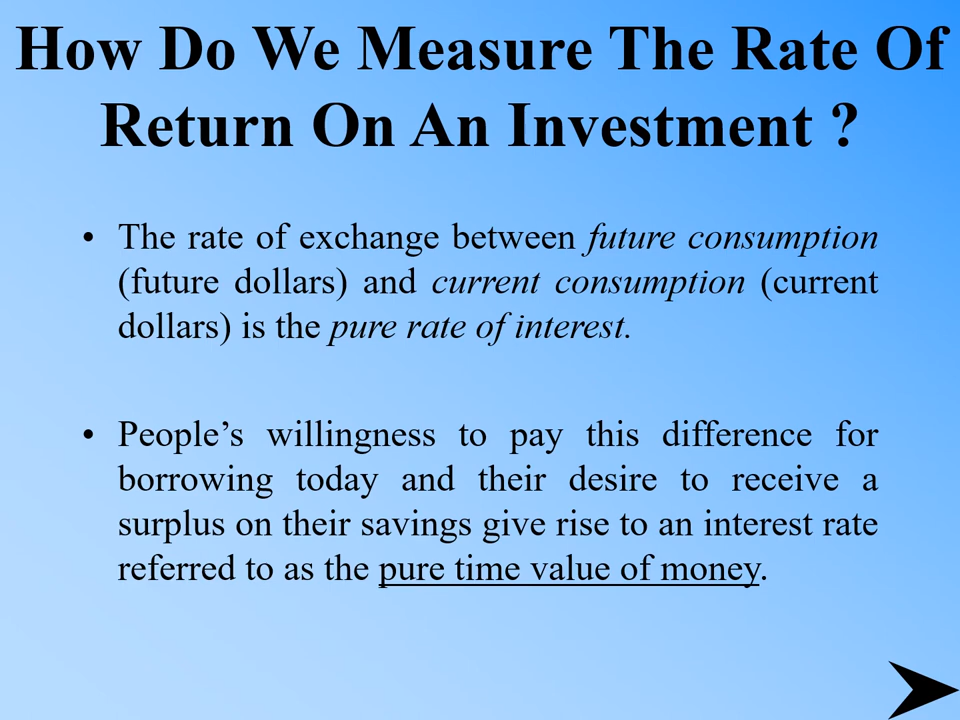 How Do We Measure The Rate Of
Return On An Investment ?
• The rate of exchange between future consumption
(future dollars) and current consumption (current
dollars) is the pure rate of interest.
• People’s willingness to pay this difference for
borrowing today and their desire to receive a
surplus on their savings give rise to an interest rate
referred to as the pure time value of money.